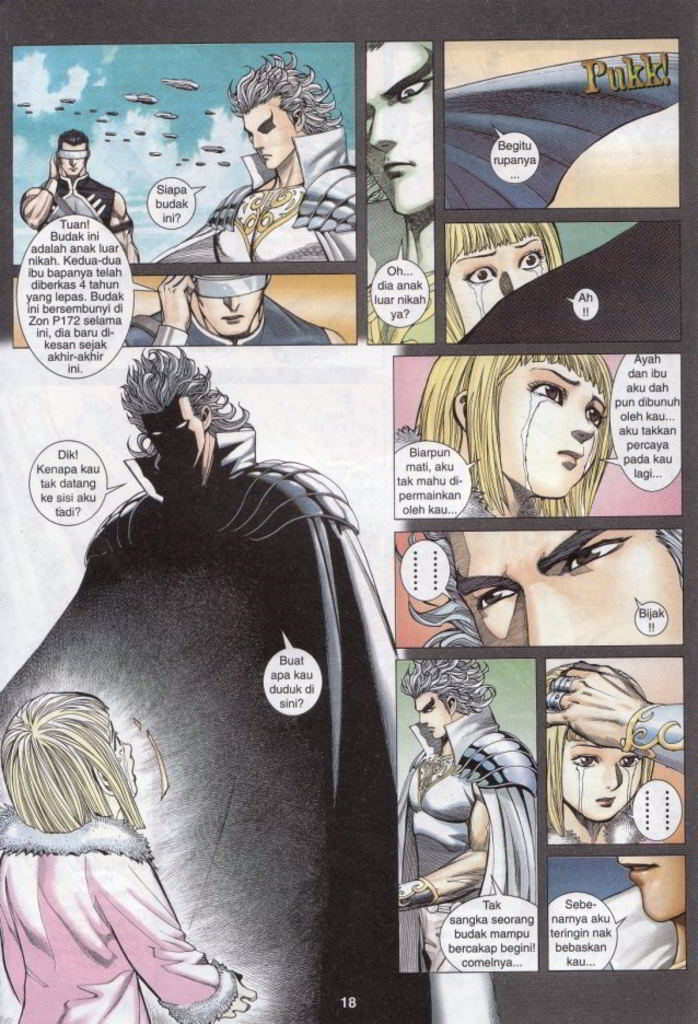 Siapa
budak
ini?
Tuan!
Budak ini
adalah anak luar
nikah. Kedua-dua
ibu bapanya telah
diberkas 4 tahun
yang lepas. Budak
ini bersembunyi di
Zon P172 selama
ini, dia baru di-
kesan sejak
akhir-akhir
ini.
Oh...
dia anak
luar nikah
ya?
Pukk!
Begitu
rupanya
...
Ah
!!
Dik!
Kenapa kau
tak datang
ke sisi aku
tadi?
Buat
apa kau
duduk di
sini?
Ayah
dan ibu
aku dah
pun dibunuh
oleh kau...
aku takkan
percaya
pada kau
lagi...
Biarpun
mati, aku
tak mahu di-
permainkan
oleh kau...
Bijak
!!
Tak
sangka seorang
budak mampu
bercakap begini!
comelnya...
Sebe-
narnya aku
teringin nak
bebaskan
kau...
18